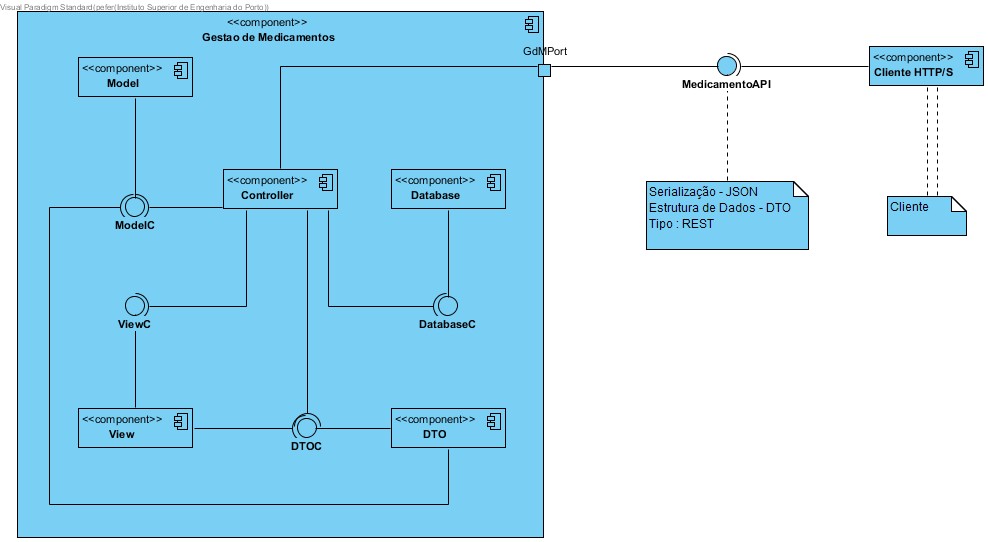 Visual Paradigm Standard(pefer(Instituto Superior de Engenharia do Porto))
<<component>>
Gestao de Medicamentos
GdMPort
MedicamentoAPI
<<component>>
Cliente HTTP/S
<<component>>
Model
<<component>>
Controller
<<component>>
Database
Serialização - JSON
Estrutura de Dados - DTO
Tipo : REST
Cliente
ModelC
ViewC
DatabaseC
<<component>>
View
DTOC
<<component>>
DTO